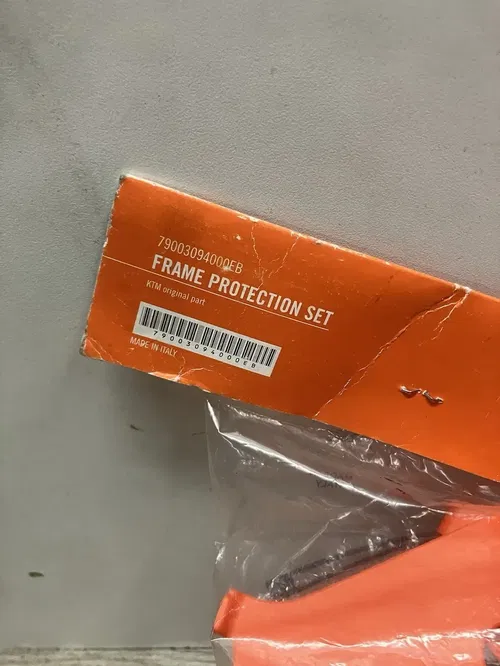 79003094000EB
FRAME PROTECTION SET
KTM original part
79003094000EB
MADE IN ITALY